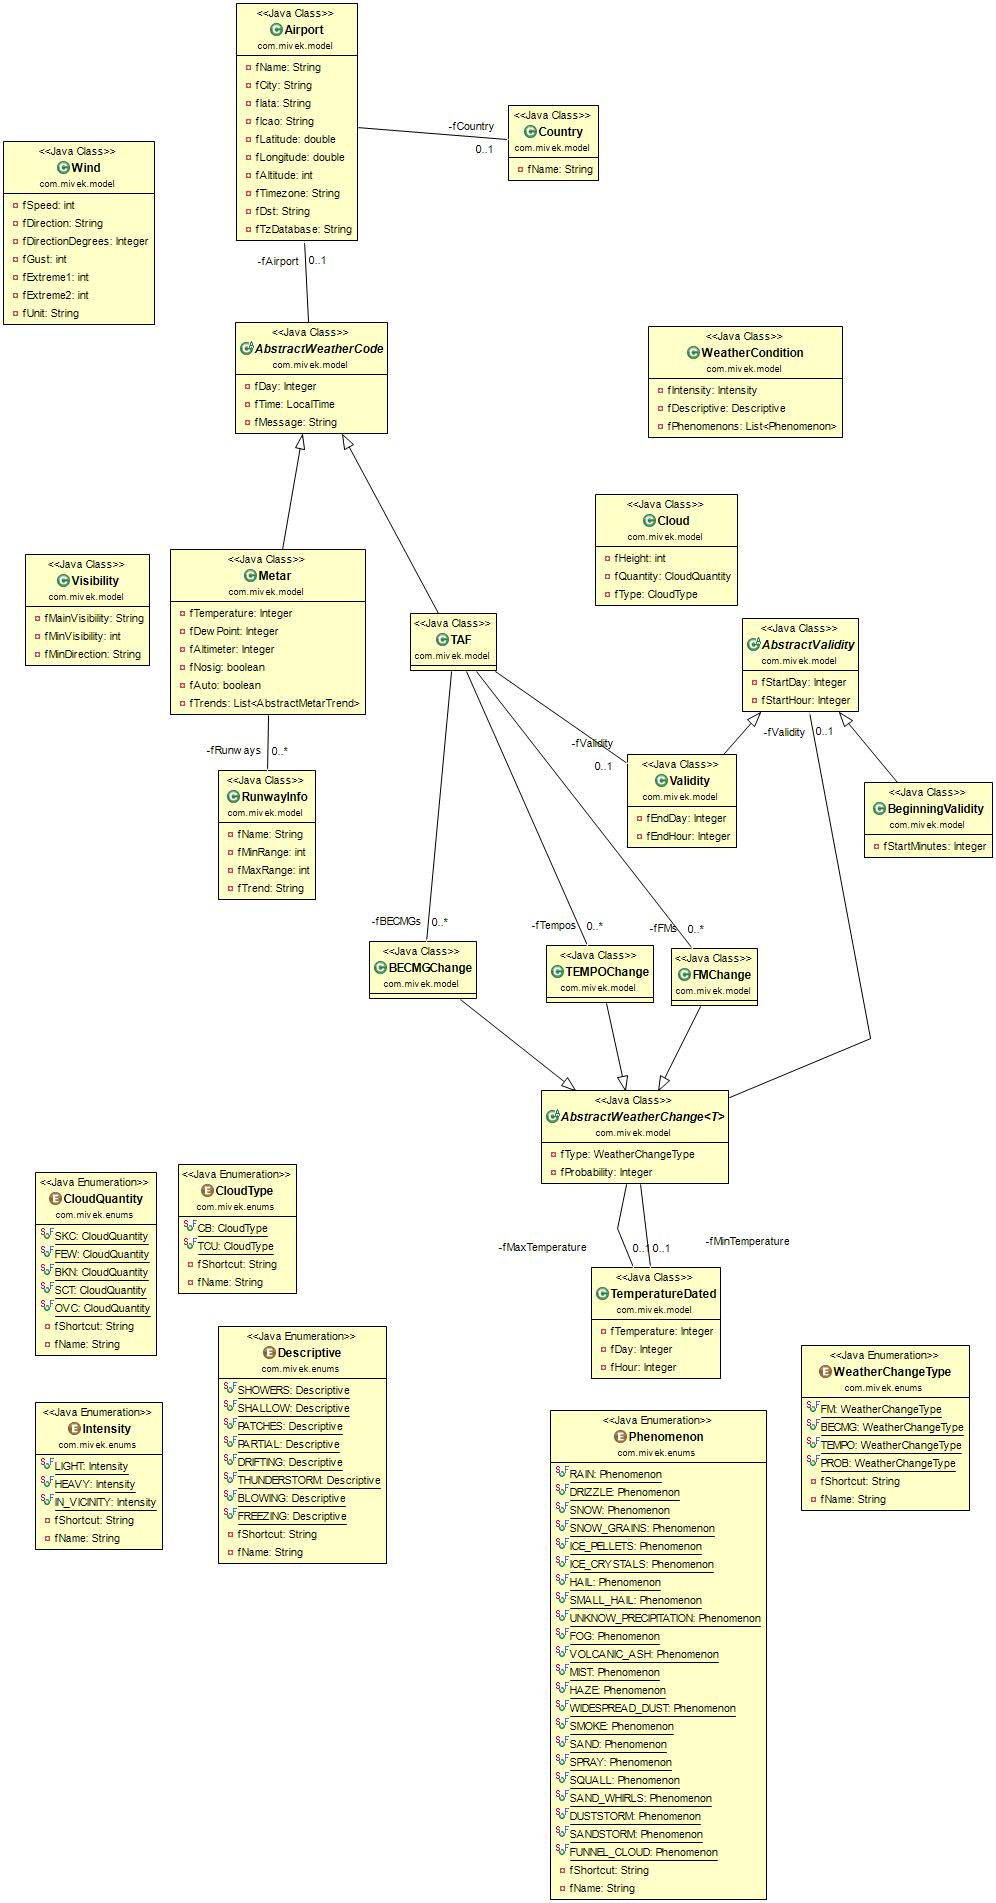 <<Java Class>>
Airport
com.mivek.model
fName: String
fCity: String
fIata: String
fIcao: String
fLatitude: double
fLongitude: double
fAltitude: int
fTimezone: String
fDst: String
fTzDatabase: String
-fCountry
0..1
<<Java Class>>
Country
com.mivek.model
fName: String
<<Java Class>>
Wind
com.mivek.model
fSpeed: int
fDirection: String
fDirectionDegrees: Integer
fGust: int
fExtreme1: int
fExtreme2: int
fUnit: String
-fAirport 0..1
<<Java Class>>
AbstractWeatherCode
com.mivek.model
fDay: Integer
fTime: LocalTime
fMessage: String
<<Java Class>>
WeatherCondition
com.mivek.model
fIntensity: Intensity
fDescriptive: Descriptive
fPhenomenons: List<Phenomenon>
<<Java Class>>
Cloud
com.mivek.model
fHeight: int
fQuantity: CloudQuantity
fType: CloudType
<<Java Class>>
Visibility
com.mivek.model
fMainVisibility: String
fMinVisibility: int
fMinDirection: String
<<Java Class>>
Metar
com.mivek.model
fTemperature: Integer
fDewPoint: Integer
fAltimeter: Integer
fNosig: boolean
fAuto: boolean
fTrends: List<AbstractMetarTrend>
<<Java Class>>
TAF
com.mivek.model
<<Java Class>>
AbstractValidity
com.mivek.model
fStartDay: Integer
fStartHour: Integer
-fRunways 0..*
<<Java Class>>
RunwayInfo
com.mivek.model
fName: String
fMinRange: int
fMaxRange: int
fTrend: String
-fValidity
0..1
-fValidity 0..1
<<Java Class>>
Validity
com.mivek.model
fEndDay: Integer
fEndHour: Integer
<<Java Class>>
BeginningValidity
com.mivek.model
fStartMinutes: Integer
-fBECMGs 0..*
-fTempos 0..*
-fFMs 0..*
<<Java Class>>
BECMGChange
com.mivek.model
<<Java Class>>
TEMPOChange
com.mivek.model
<<Java Class>>
FMChange
com.mivek.model
<<Java Class>>
AbstractWeatherChange<T>
com.mivek.model
fType: WeatherChangeType
fProbability: Integer
-fMaxTemperature 0..1
0..1 -fMinTemperature
<<Java Class>>
TemperatureDated
com.mivek.model
fTemperature: Integer
fDay: Integer
fHour: Integer
<<Java Enumeration>>
CloudQuantity
com.mivek.enums
SKC: CloudQuantity
FEW: CloudQuantity
BKN: CloudQuantity
SCT: CloudQuantity
OVC: CloudQuantity
fShortcut: String
fName: String
<<Java Enumeration>>
CloudType
com.mivek.enums
CB: CloudType
TCU: CloudType
fShortcut: String
fName: String
<<Java Enumeration>>
Descriptive
com.mivek.enums
SHOWERS: Descriptive
SHALLOW: Descriptive
PATCHES: Descriptive
PARTIAL: Descriptive
DRIFTING: Descriptive
THUNDERSTORM: Descriptive
BLOWING: Descriptive
FREEZING: Descriptive
fShortcut: String
fName: String
<<Java Enumeration>>
Intensity
com.mivek.enums
LIGHT: Intensity
HEAVY: Intensity
IN_VICINITY: Intensity
fShortcut: String
fName: String
<<Java Enumeration>>
WeatherChangeType
com.mivek.enums
FM: WeatherChangeType
BECMG: WeatherChangeType
TEMPO: WeatherChangeType
PROB: WeatherChangeType
fShortcut: String
fName: String
<<Java Enumeration>>
Phenomenon
com.mivek.enums
RAIN: Phenomenon
DRIZZLE: Phenomenon
SNOW: Phenomenon
SNOW_GRAINS: Phenomenon
ICE_PELLETS: Phenomenon
ICE_CRYSTALS: Phenomenon
HAIL: Phenomenon
SMALL_HAIL: Phenomenon
UNKNOW_PRECIPITATION: Phenomenon
FOG: Phenomenon
VOLCANIC_ASH: Phenomenon
MIST: Phenomenon
HAZE: Phenomenon
WIDESPREAD_DUST: Phenomenon
SMOKE: Phenomenon
SAND: Phenomenon
SPRAY: Phenomenon
SQUALL: Phenomenon
SAND_WHIRLS: Phenomenon
DUSTSTORM: Phenomenon
SANDSTORM: Phenomenon
FUNNEL_CLOUD: Phenomenon
fShortcut: String
fName: String